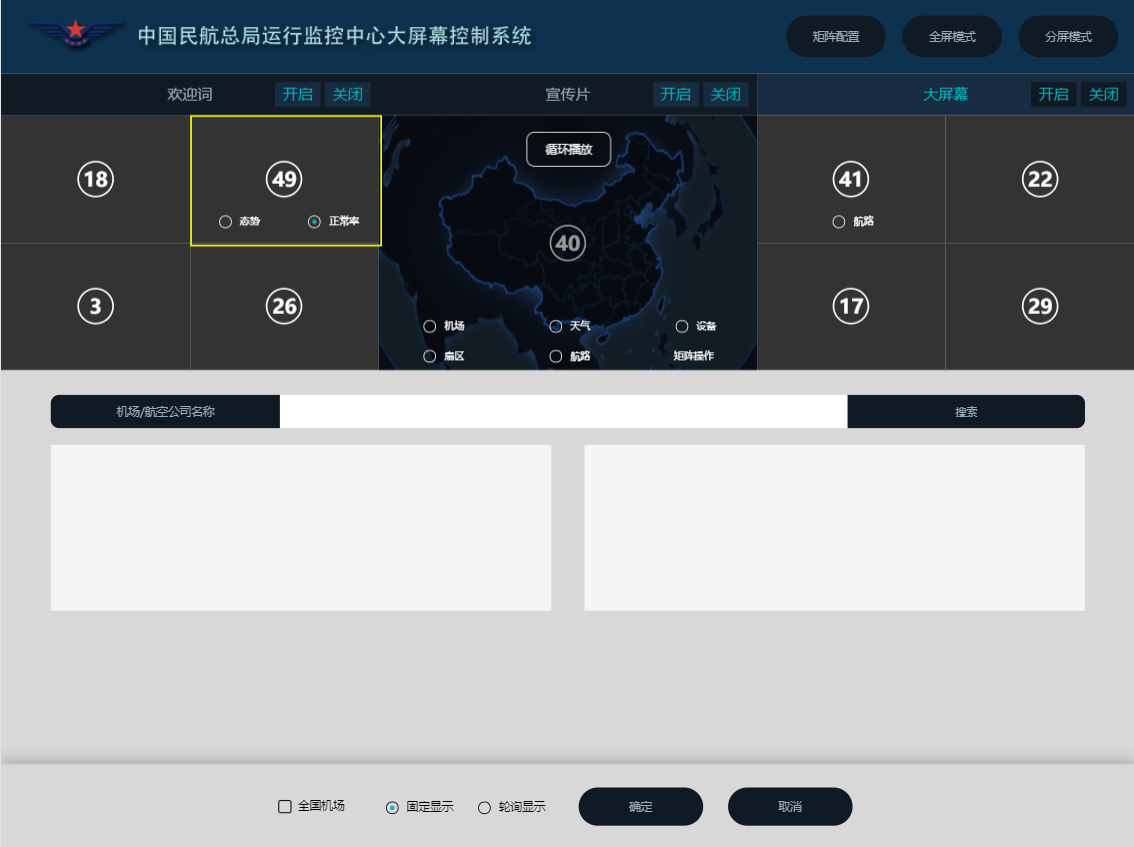 中国民航总局运行监控中心大屏幕控制系统
矩阵配置 全屏模式 分屏模式
欢迎词 开启 关闭 宣传片 开启 关闭 大屏幕 开启 关闭
循环播放
18 49 41 22
态势 正常率 航路
40
3 26 17 29
机场 天气 设备
扇区 航路 矩阵操作
机场/航空公司名称 搜索
全国机场 固定显示 轮询显示 确定 取消